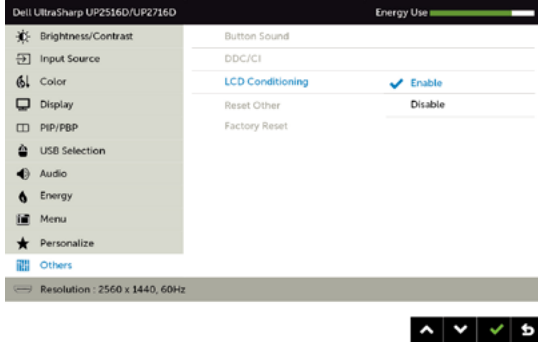 Dell UltraSharp UP2516D/UP2716D
Energy Use
Brightness/Contrast
Input Source
Color
Display
PIP/PBP
USB Selection
Audio
Energy
Menu
Personalize
Others
Button Sound
DDC/CI
LCD Conditioning
Reset Other
Factory Reset
Enable
Disable
Resolution : 2560 x 1440, 60Hz